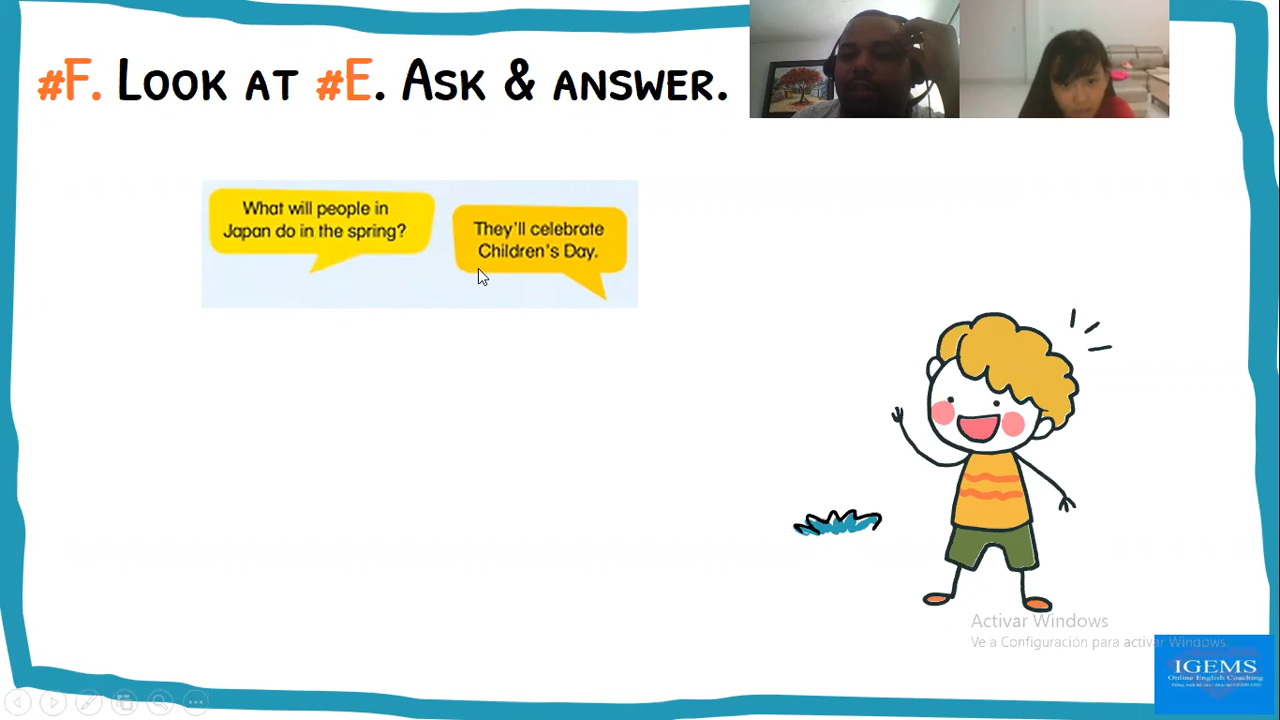 #F. Look at #E. Ask & answer.
What will people in
Japan do in the spring?
They'll celebrate
Children's Day.
Activar Windows
Ve a Configuración para activar Windows.
IGEMS
Online English Coaching